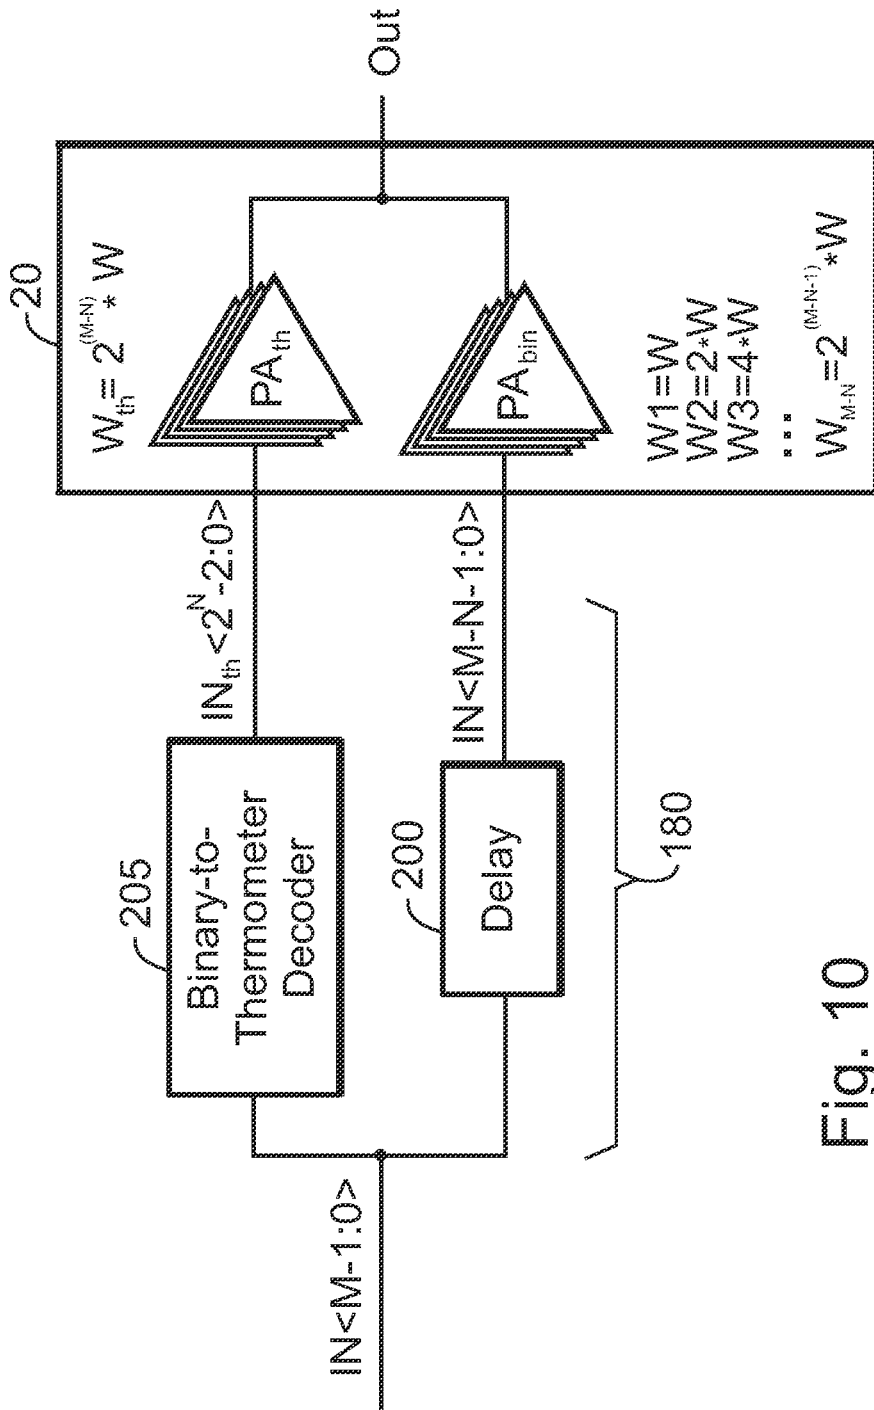 IN<M-1:0>
205
Binary-to-
Thermometer
Decoder
200
Delay
180
IN_th <2^N-2:0>
IN<M-N-1:0>
20
W_th = 2^(M-N) * W
PA_th
PA_bin
W1=W
W2=2*W
W3=4*W
...
W_M-N =2^(M-N-1) *W
Out
Fig. 10